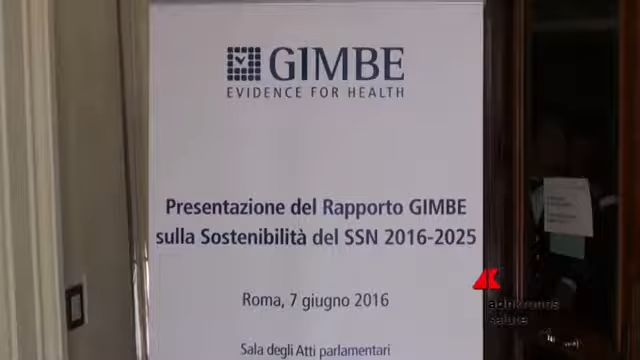 GIMBE
EVIDENCE FOR HEALTH
Presentazione del Rapporto GIMBE
sulla Sostenibilità del SSN 2016-2025
Roma, 7 giugno 2016
Sala degli Atti parlamentari
adnkronos
salute